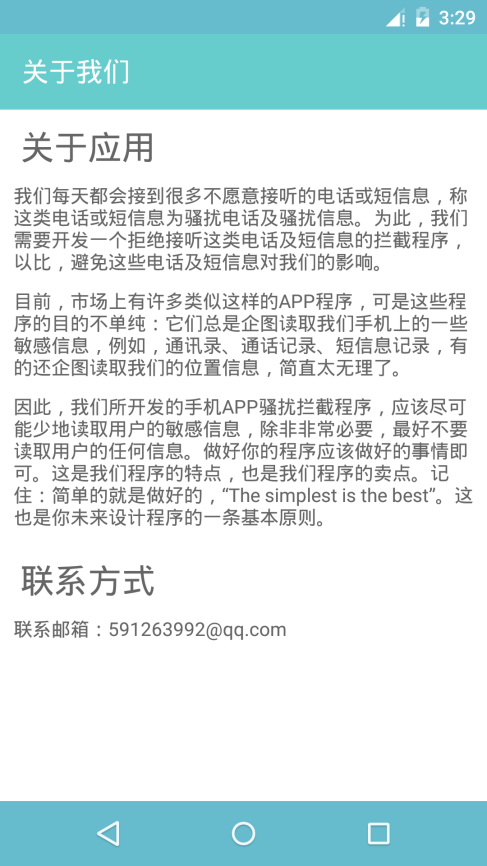 3:29
关于我们
关于应用
我们每天都会接到很多不愿意接听的电话或短信息，称
这类电话或短信息为骚扰电话及骚扰信息。为此，我们
需要开发一个拒绝接听这类电话及短信息的拦截程序，
以比，避免这些电话及短信息对我们的影响。
目前，市场上有许多类似这样的APP程序，可是这些程
序的目的不单纯：它们总是企图读取我们手机上的一些
敏感信息，例如，通讯录、通话记录、短信息记录，有
的还企图读取我们的位置信息，简直太无理了。
因此，我们所开发的手机APP骚扰拦截程序，应该尽可
能少地读取用户的敏感信息，除非非常必要，最好不要
读取用户的任何信息。做好你的程序应该做好的事情即
可。这是我们程序的特点，也是我们程序的卖点。记
住：简单的就是做好的，“The simplest is the best”。这
也是你未来设计程序的一条基本原则。
联系方式
联系邮箱：591263992@qq.com